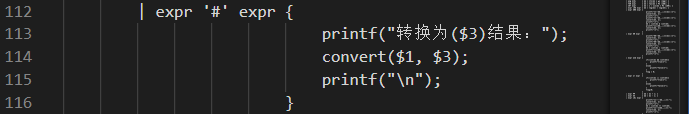 112 | expr '#' expr {
113 printf("转换为($3)结果：");
114 convert($1, $3);
115 printf("\n");
116 }